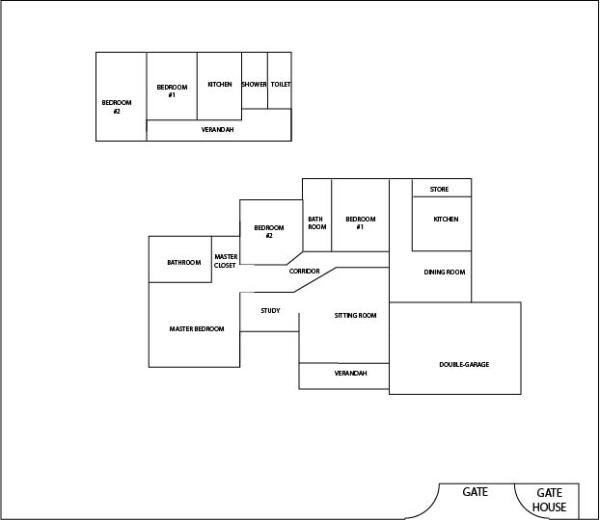 BEDROOM
#2
BEDROOM
#1
KITCHEN
SHOWER
TOILET
VERANDAH
STORE
KITCHEN
BATH
ROOM
BEDROOM
#1
BEDROOM
#2
BATHROOM
MASTER
CLOSET
CORRIDOR
DINING ROOM
STUDY
SITTING ROOM
MASTER BEDROOM
VERANDAH
DOUBLE-GARAGE
GATE
GATE
HOUSE